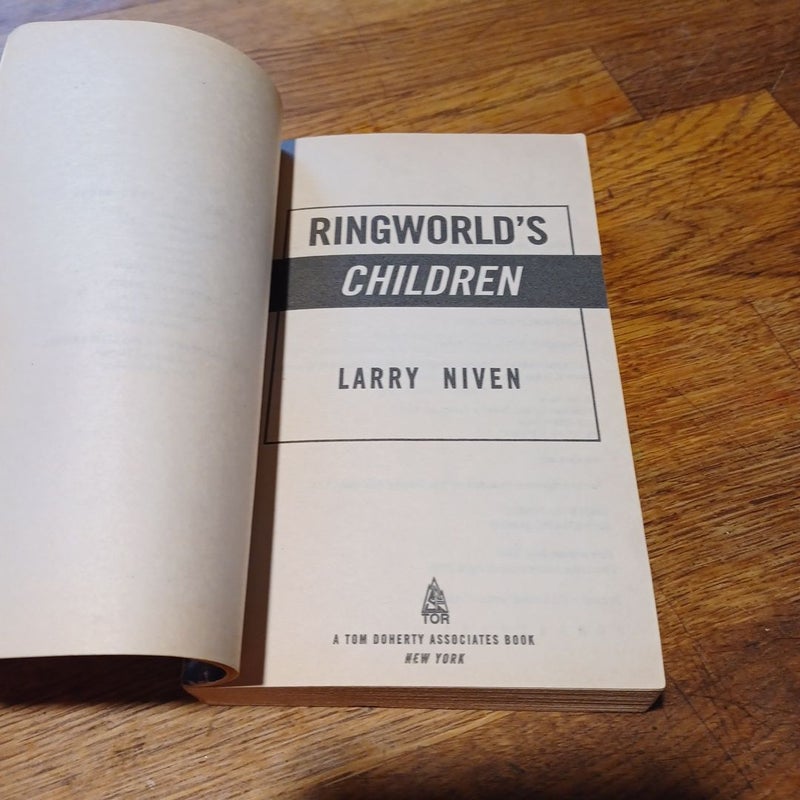 RINGWORLD'S
CHILDREN
LARRY NIVEN
TOR
A TOM DOHERTY ASSOCIATES BOOK
NEW YORK